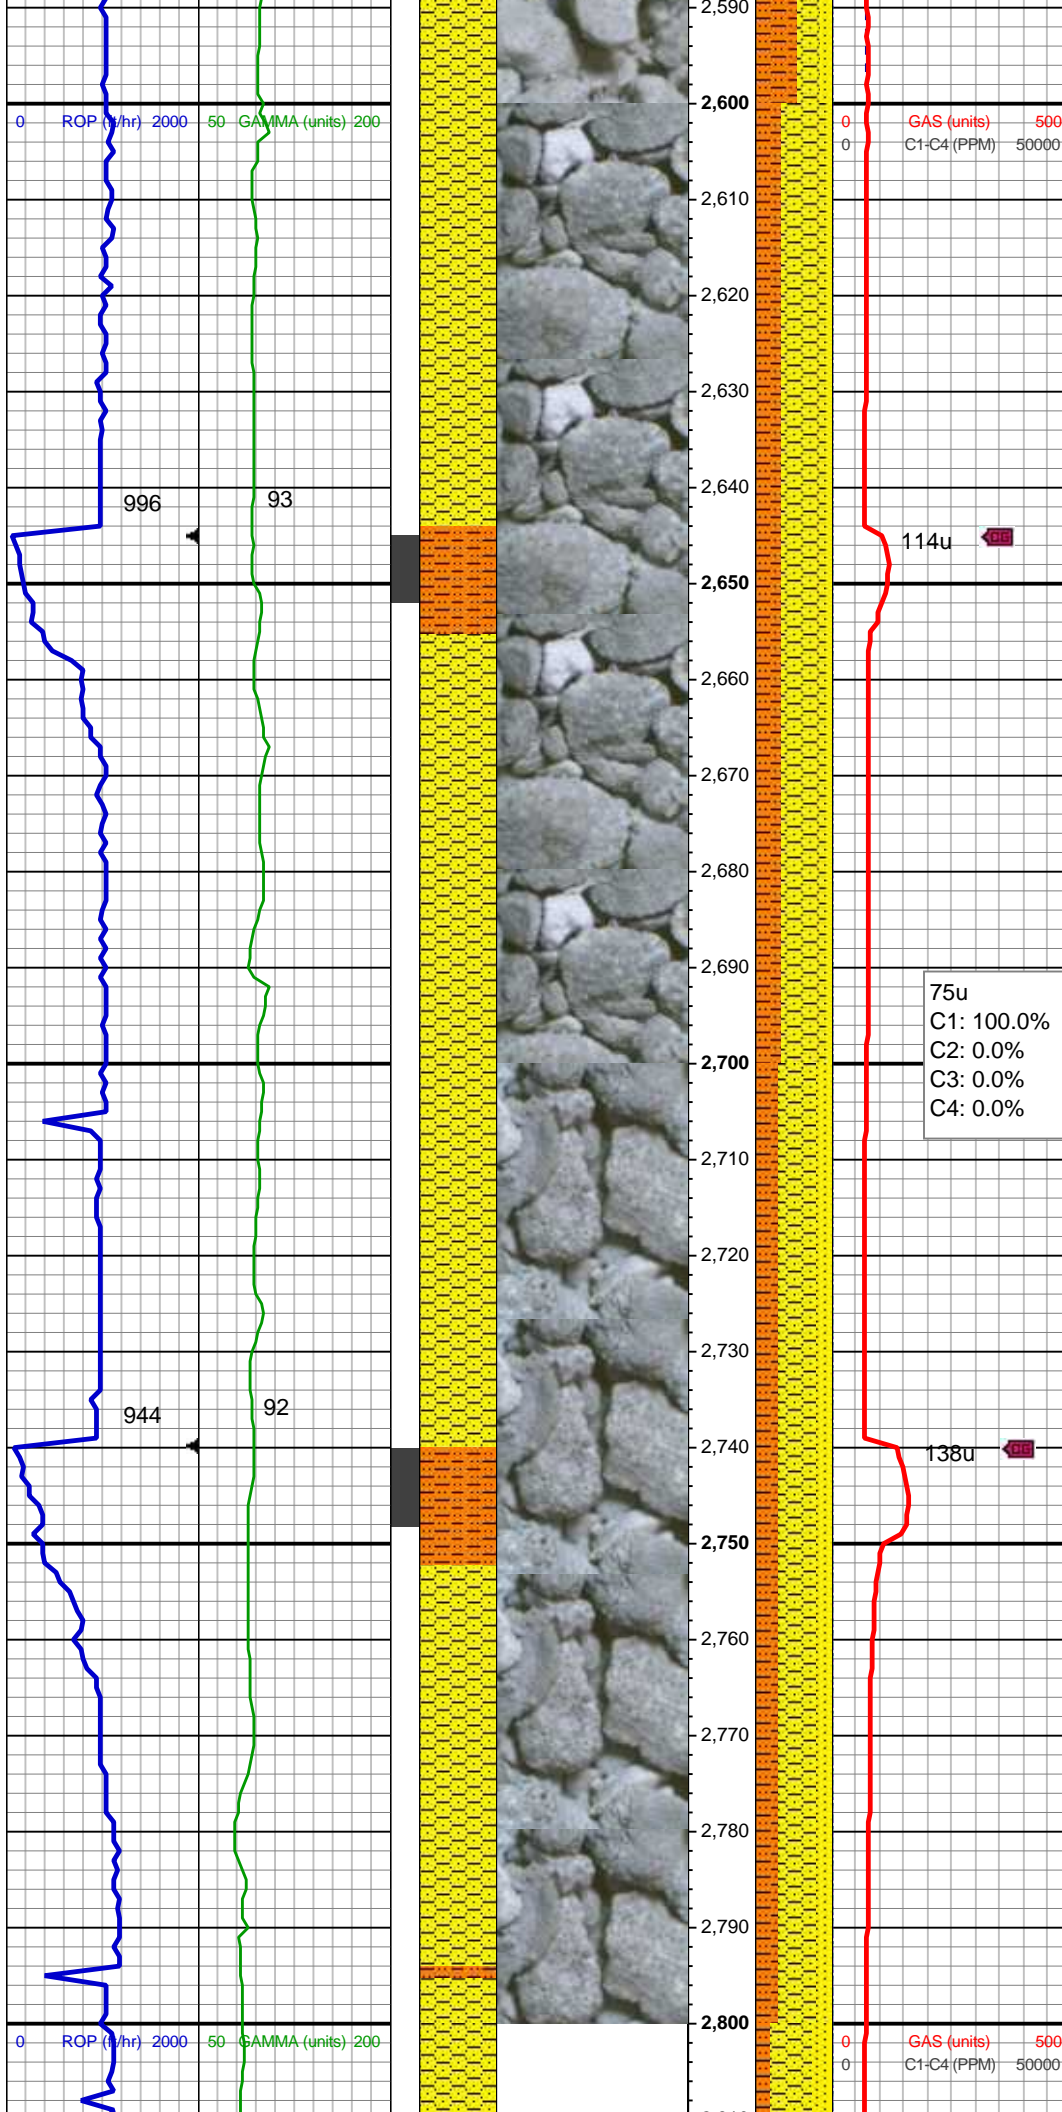 2,590
2,600
0 ROP (ft/hr) 2000 50 GAMMA (units) 200
0 GAS (units) 500
0 C1-C4 (PPM) 50000
2,610
2,620
2,630
2,640
996
93
114u
CG
2,650
2,660
2,670
2,680
2,690
75u
C1: 100.0%
C2: 0.0%
C3: 0.0%
C4: 0.0%
2,700
2,710
2,720
2,730
944
92
2,740
138u
CG
2,750
2,760
2,770
2,780
2,790
2,800
0 ROP (ft/hr) 2000 50 GAMMA (units) 200
0 GAS (units) 500
0 C1-C4 (PPM) 50000